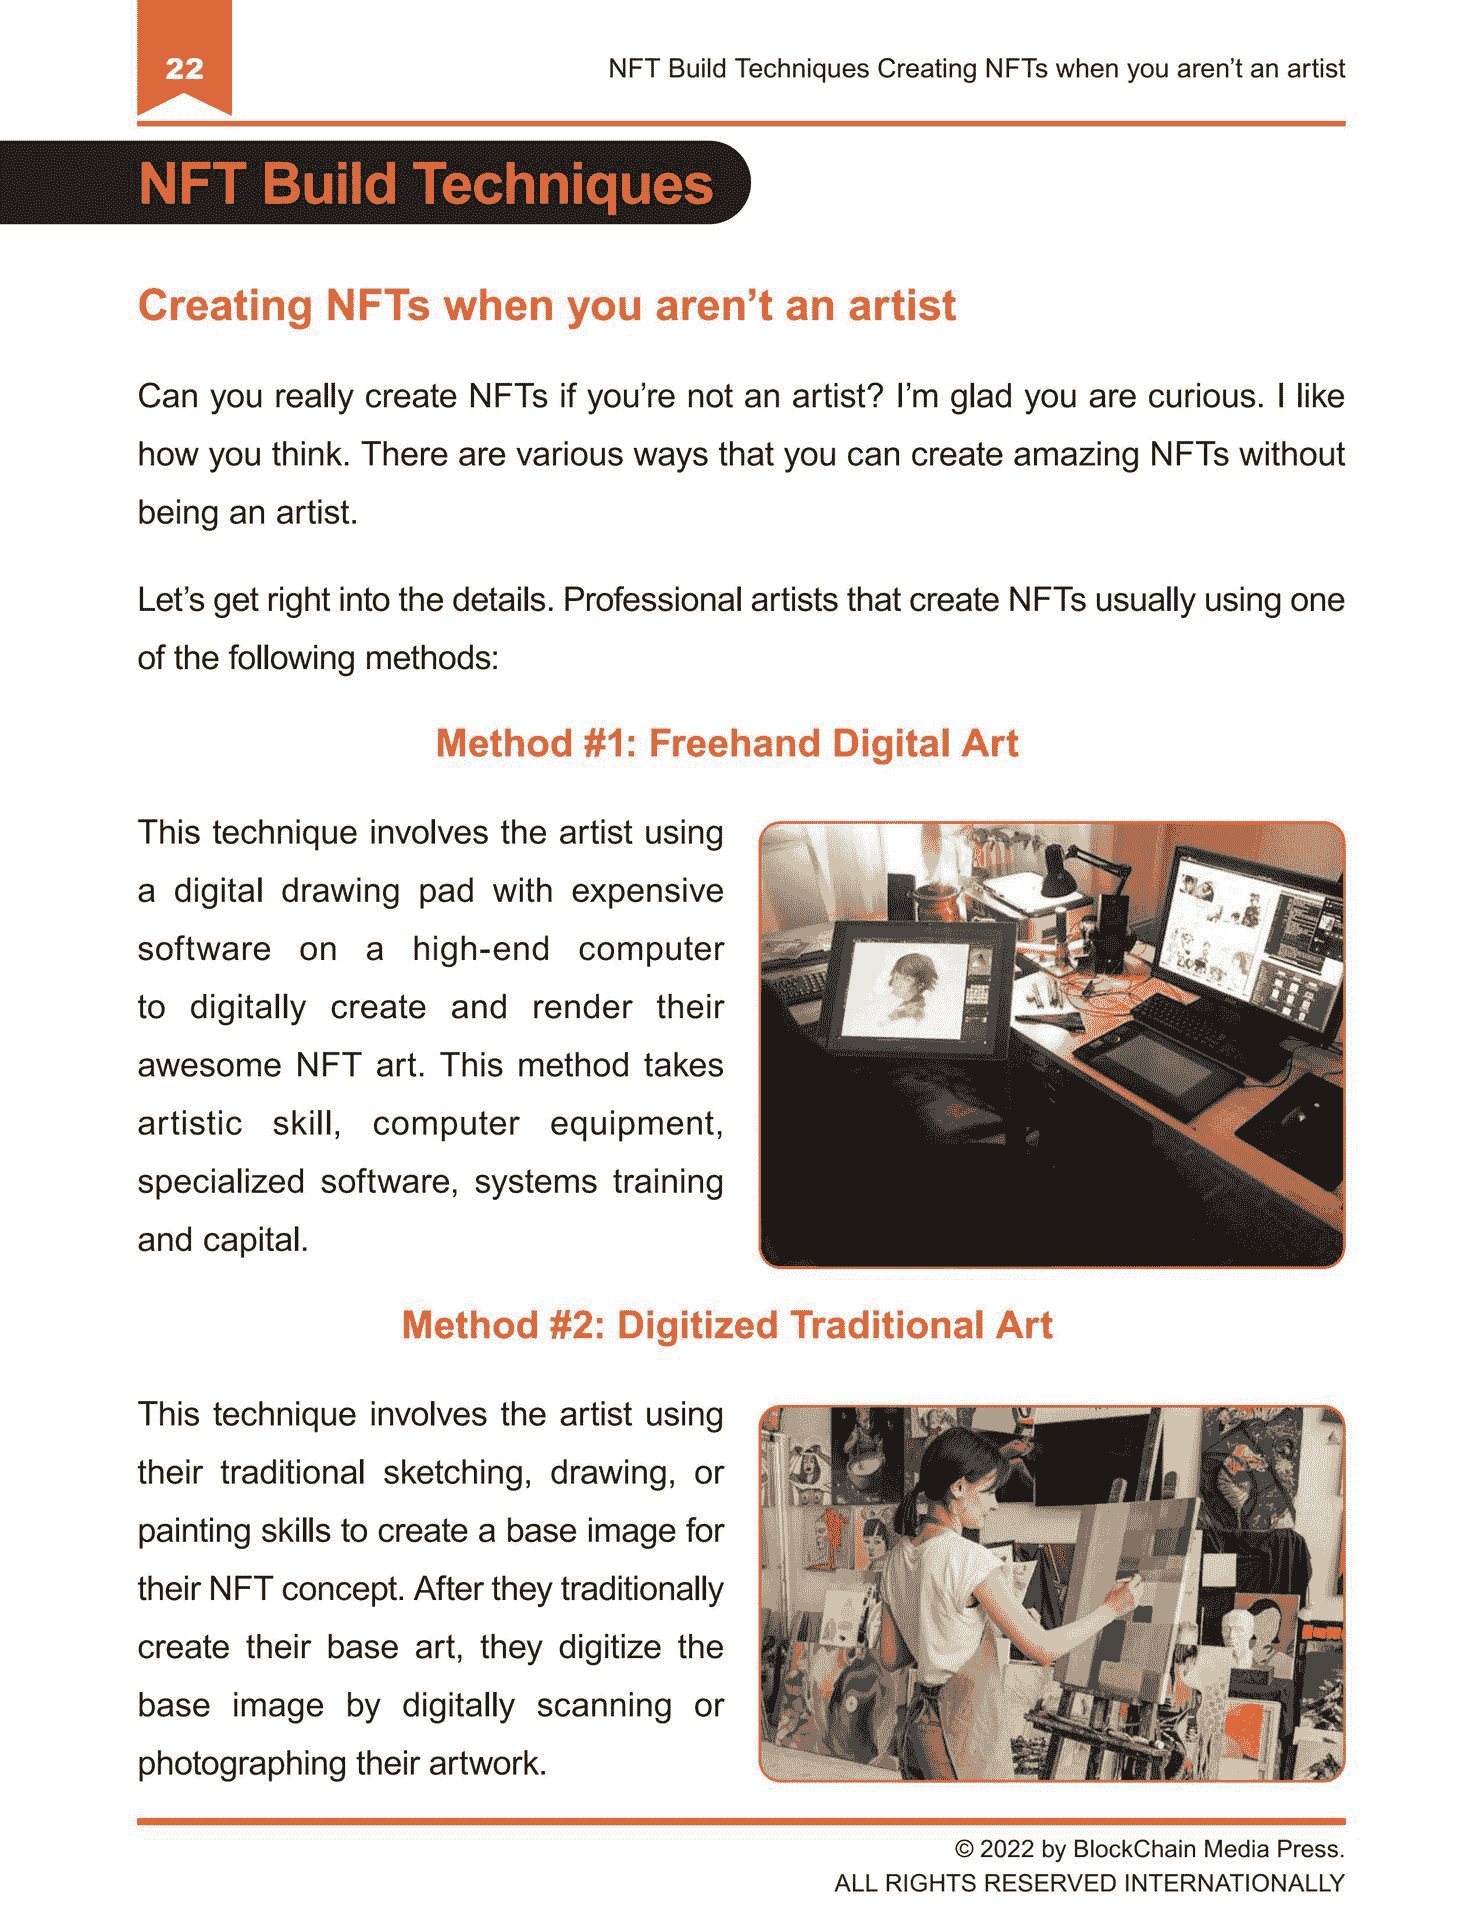 22
NFT Build Techniques Creating NFTs when you aren’t an artist
NFT Build Techniques
Creating NFTs when you aren’t an artist
Can you really create NFTs if you’re not an artist? I’m glad you are curious. I like
how you think. There are various ways that you can create amazing NFTs without
being an artist.
Let’s get right into the details. Professional artists that create NFTs usually using one
of the following methods:
Method #1: Freehand Digital Art
This technique involves the artist using
a digital drawing pad with expensive
software on a high-end computer
to digitally create and render their
awesome NFT art. This method takes
artistic skill, computer equipment,
specialized software, systems training
and capital.
Method #2: Digitized Traditional Art
This technique involves the artist using
their traditional sketching, drawing, or
painting skills to create a base image for
their NFT concept. After they traditionally
create their base art, they digitize the
base image by digitally scanning or
photographing their artwork.
© 2022 by BlockChain Media Press.
ALL RIGHTS RESERVED INTERNATIONALLY